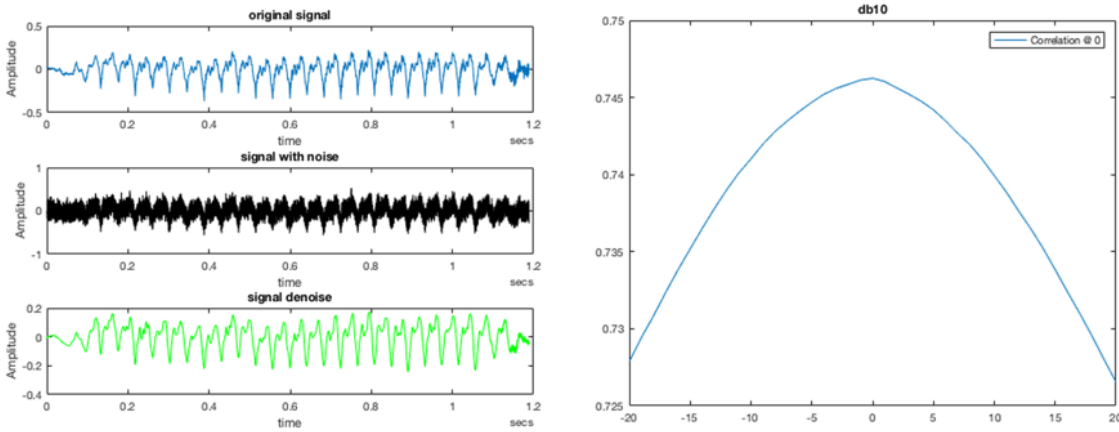 original signal
0.5
0
-0.5
Amplitude
0 0.2 0.4 0.6 0.8 1 1.2
time
secs
signal with noise
1
0
-1
Amplitude
0 0.2 0.4 0.6 0.8 1 1.2
time
secs
signal denoise
0.2
0
-0.2
-0.4
Amplitude
0 0.2 0.4 0.6 0.8 1 1.2
time
secs
db10
Correlation @ 0
0.75
0.745
0.74
0.735
0.73
0.725
-20 -15 -10 -5 0 5 10 15 20